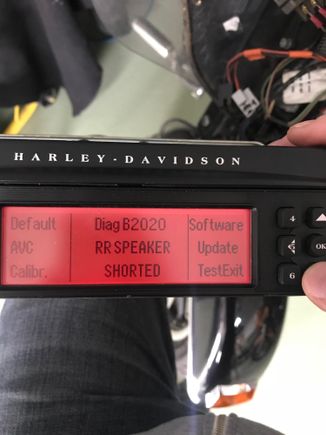 HARLEY-DAVIDSON
Default Diag B2020 Software
AVC RR SPEAKER Update
Calibr. SHORTED TestExit
4
OK
6